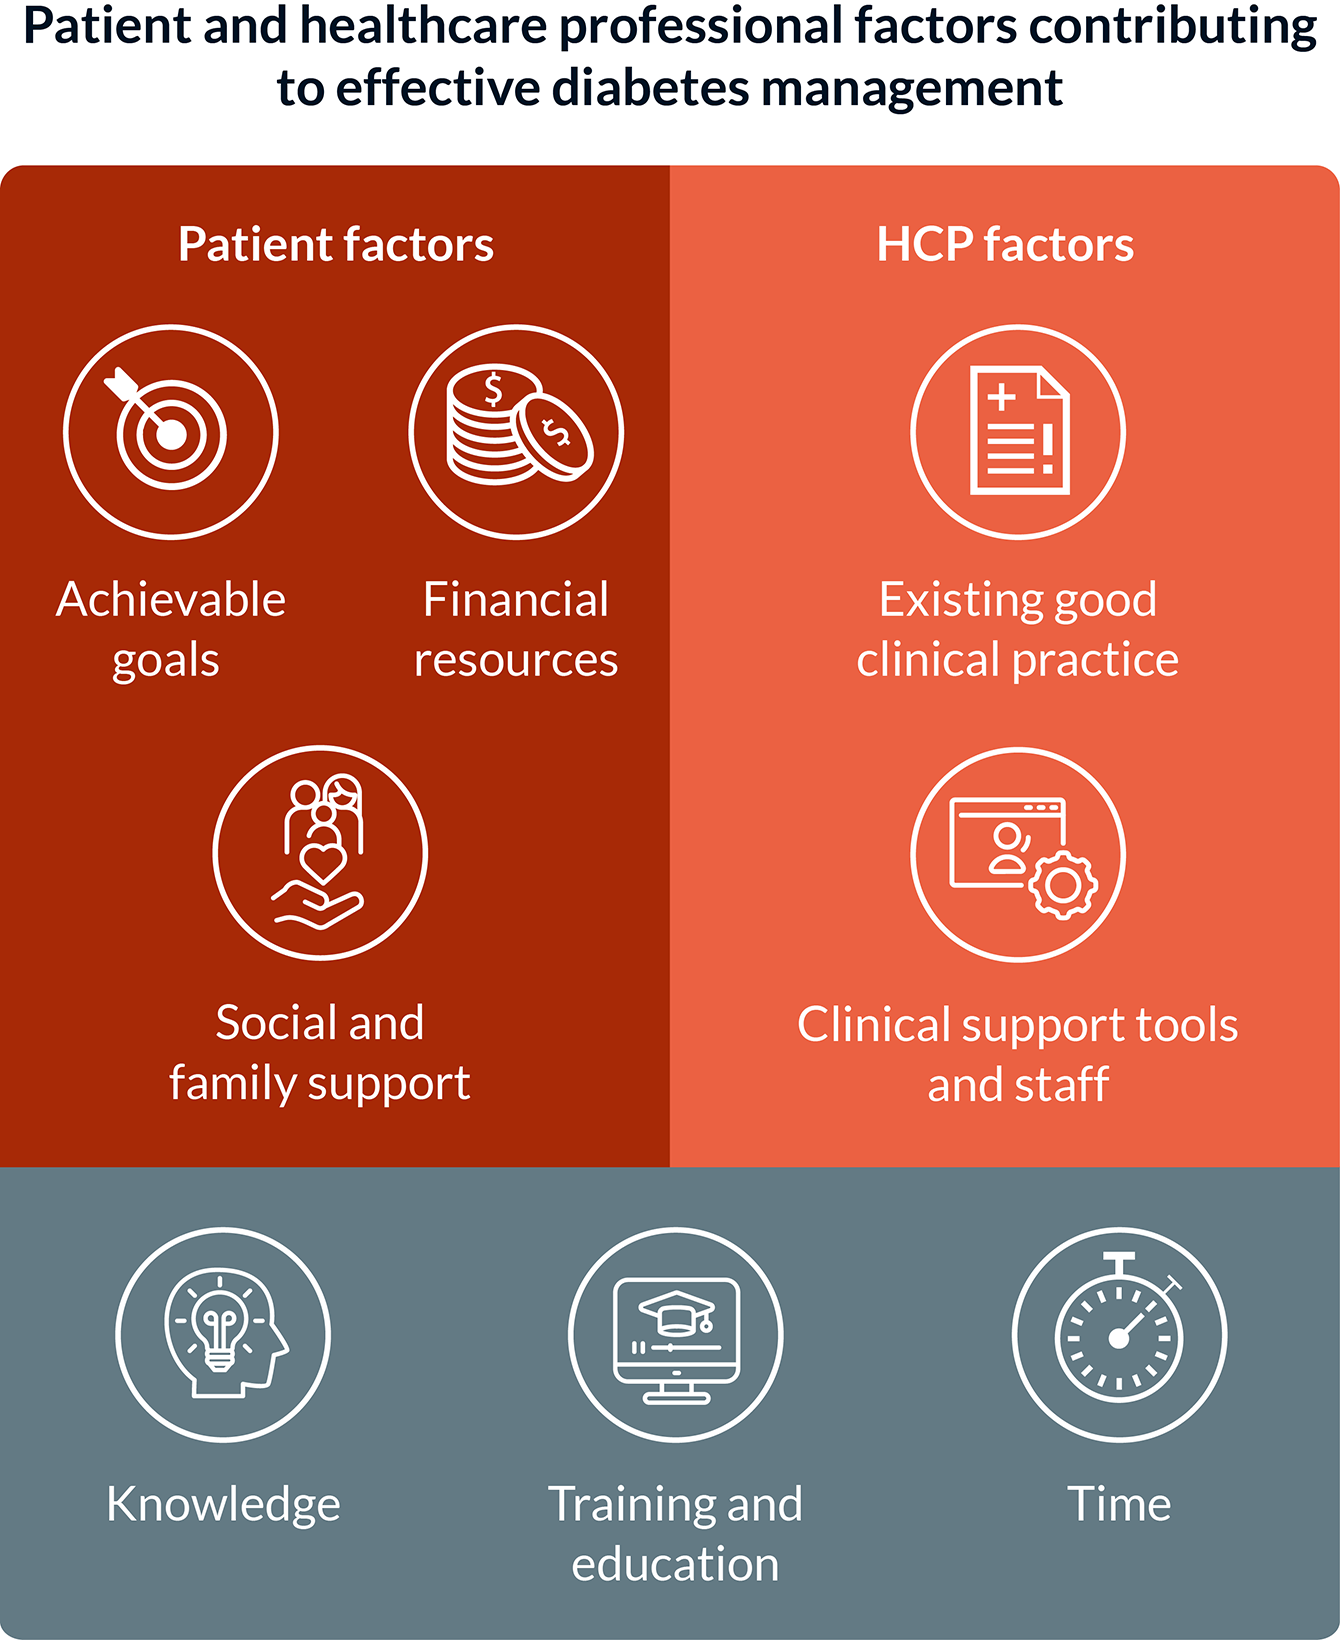 Patient and healthcare professional factors contributing
to effective diabetes management
Patient factors
Achievable
goals
Financial
resources
$
$
Social and
family support
HCP factors
Existing good
clinical practice
Clinical support tools
and staff
Knowledge
Training and
education
Time